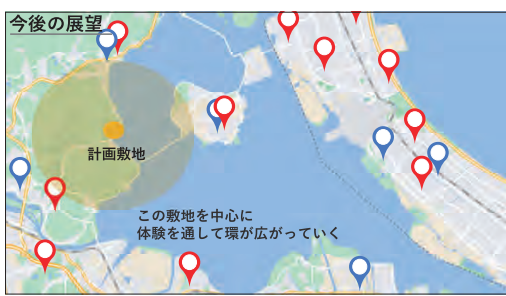 今後の展望
計画敷地
この敷地を中心に
体験を通して環が広がっていく